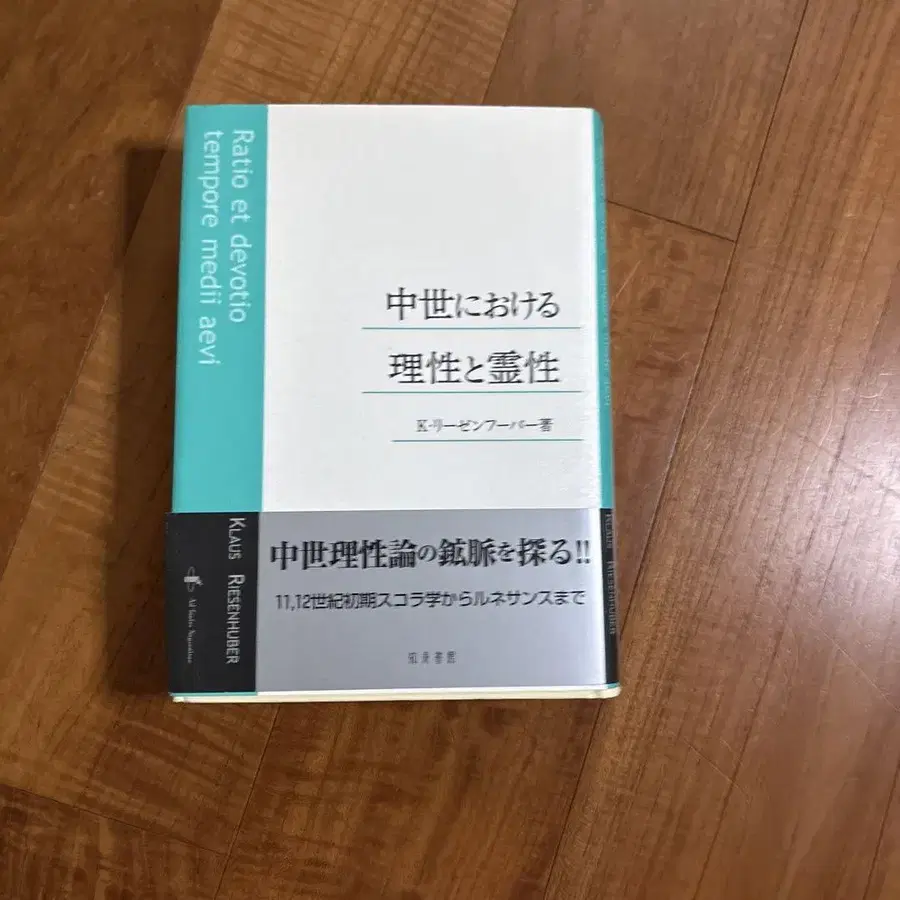 Ratio et devotio
tempore medii aevi
中世における
理性と霊性
K・リーゼンフーバー著
KLAUS RIESENHUBER
中世理性論の鉱脈を探る!!
11,12世紀初期スコラ学からルネサンスまで
知泉書館
KLAUS RIESENHUBER